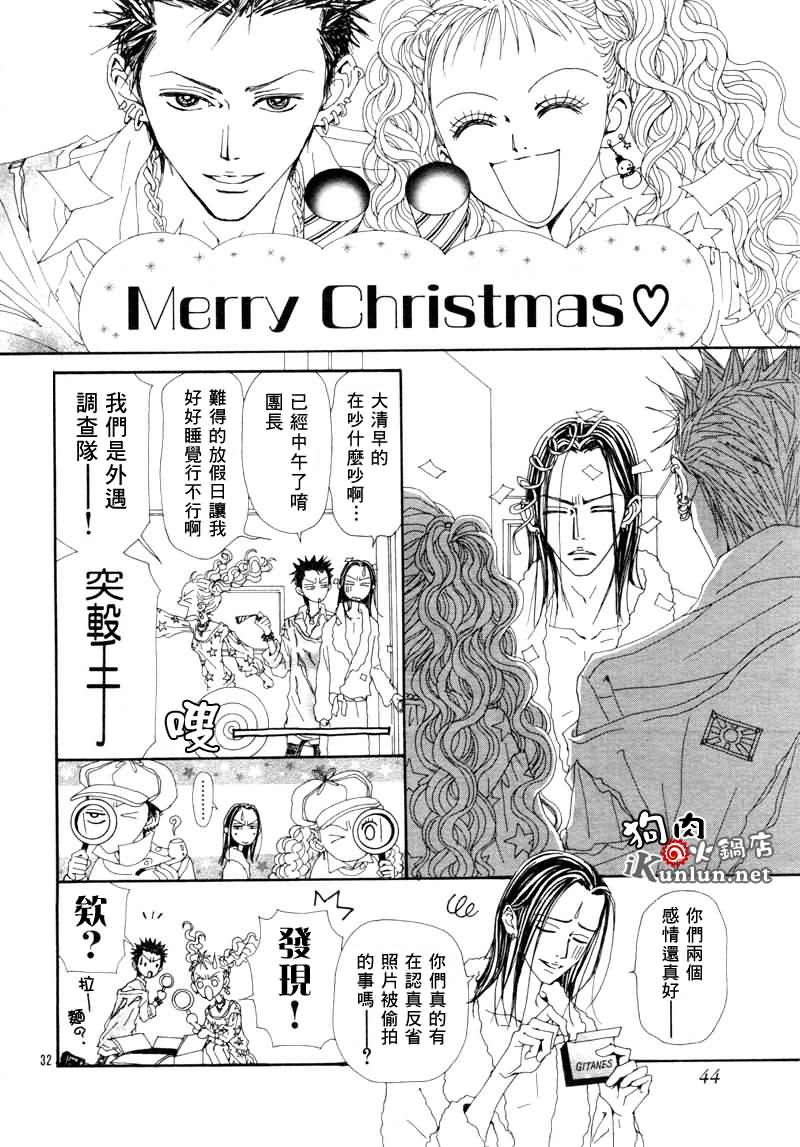 Merry Christmas♡
大清早的
在吵什麼吵啊…
已經中午了唷
團長
難得的放假日讓我
好好睡覺行不行啊
我們是外遇
調查隊——！
突擊手
嗖
………
?
你們兩個
感情還真好——
你們真的有
在認真反省
照片被偷拍
的事嗎——？
GITANES
發現！
欸？
拉—
麵の?
狗肉
火鍋店
iKunlun.net
32
44